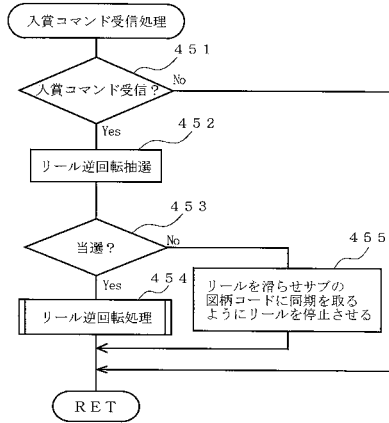 入賞コマンド受信処理
451
入賞コマンド受信?
No
Yes
452
リール逆回転抽選
453
当選?
No
Yes
454
455
リール逆回転処理
リールを滑らせサブの
図柄コードに同期を取る
ようにリールを停止させる
RET